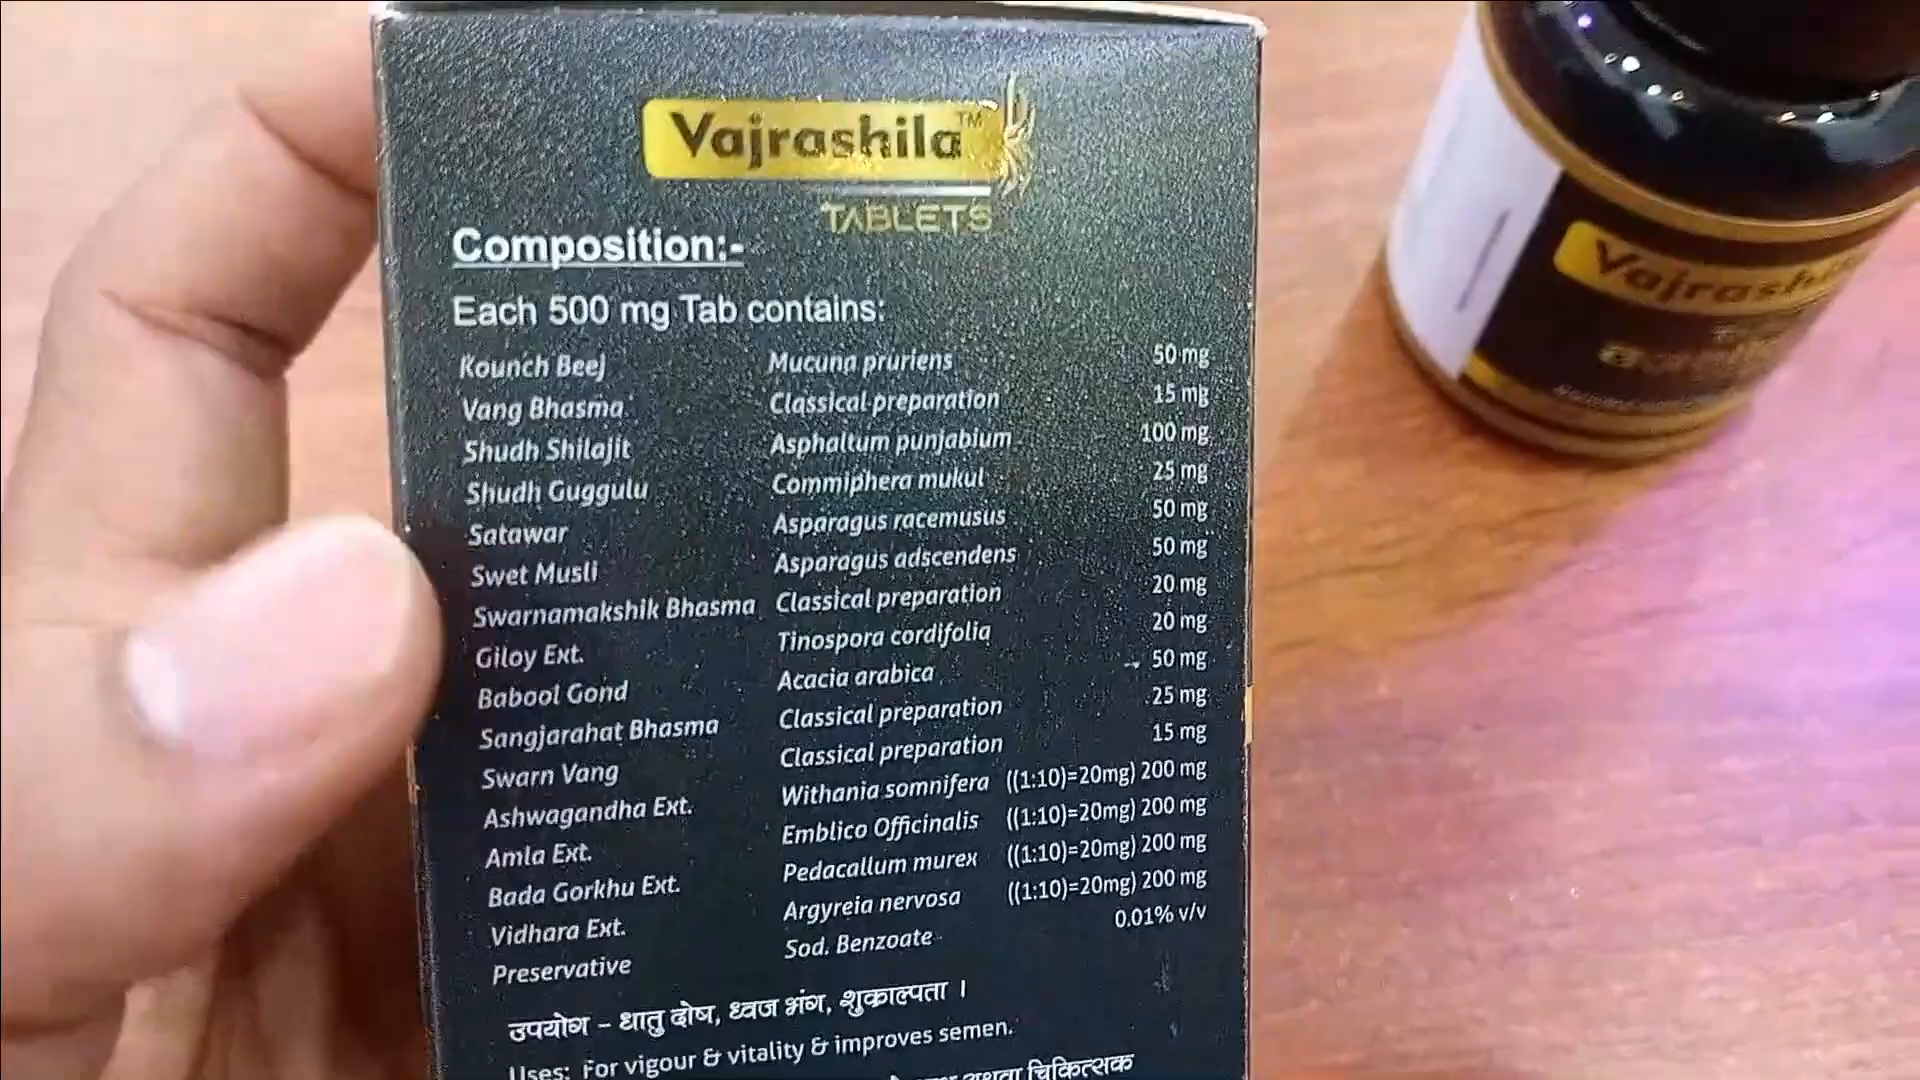 Vajrashila™
TABLETS
Composition:-
Each 500 mg Tab contains:
Kounch Beej Mucuna pruriens 50 mg
Vang Bhasma Classical preparation 15 mg
Shudh Shilajit Asphaltum punjabium 100 mg
Shudh Guggulu Commiphera mukul 25 mg
Satawar Asparagus racemusus 50 mg
Swet Musli Asparagus adscendens 50 mg
Swarnamakshik Bhasma Classical preparation 20 mg
Giloy Ext. Tinospora cordifolia 20 mg
Babool Gond Acacia arabica 50 mg
Sangjarahat Bhasma Classical preparation 25 mg
Swarn Vang Classical preparation 15 mg
Ashwagandha Ext. Withania somnifera ((1:10)=20mg) 200 mg
Amla Ext. Emblico Officinalis ((1:10)=20mg) 200 mg
Bada Gorkhu Ext. Pedacallum murex ((1:10)=20mg) 200 mg
Vidhara Ext. Argyreia nervosa ((1:10)=20mg) 200 mg
Preservative Sod. Benzoate 0.01% v/v
उपयोग – धातु दोष, ध्वज भंग, शुकाल्पता ।
Uses: For vigour & vitality & improves semen.
अथवा चिकित्सक
Vajrashi